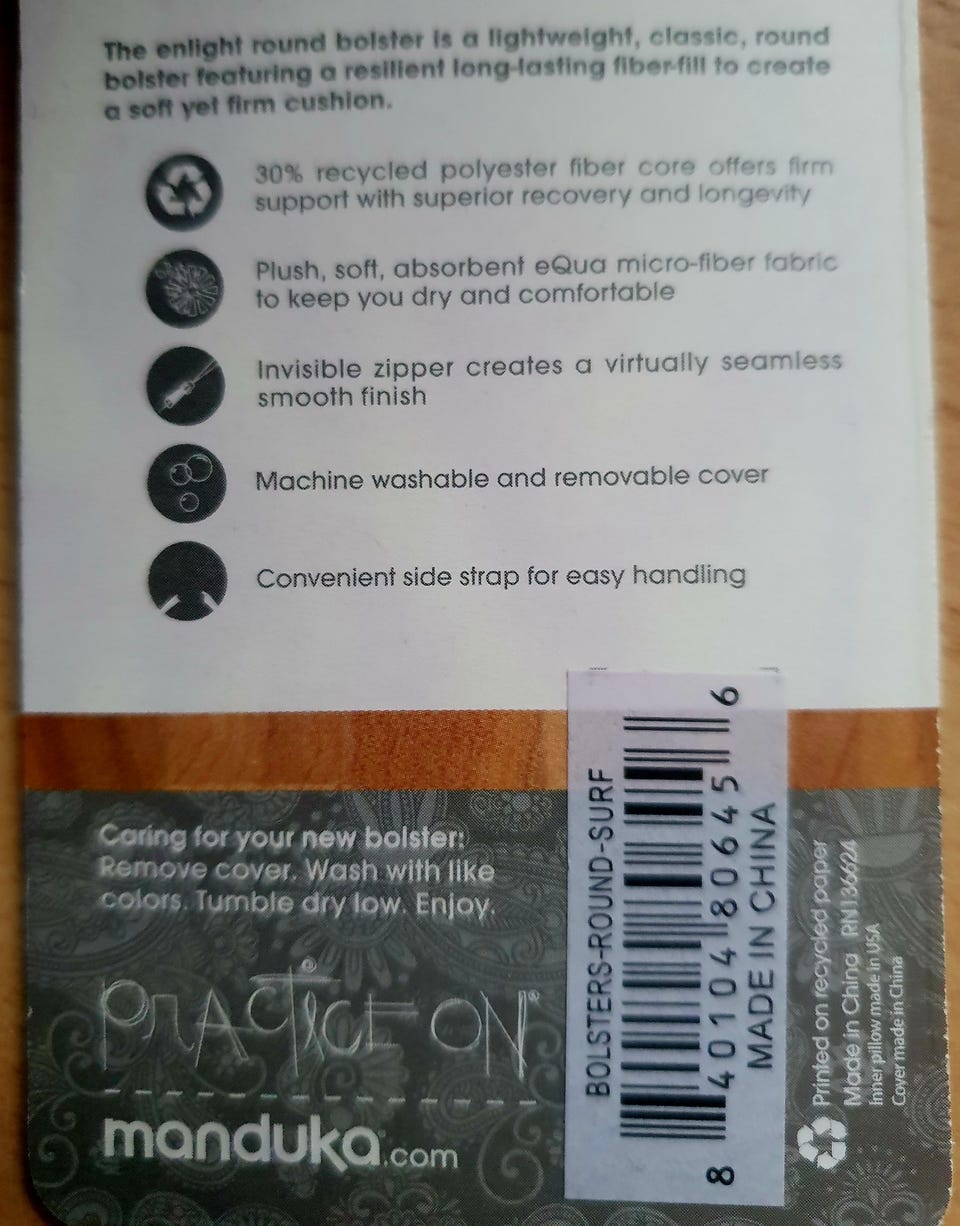 The enlight round bolster is a lightweight, classic, round
bolster featuring a resilient long-lasting fiber-fill to create
a soft yet firm cushion.
30% recycled polyester fiber core offers firm
support with superior recovery and longevity
Plush, soft, absorbent eQua micro-fiber fabric
to keep you dry and comfortable
Invisible zipper creates a virtually seamless
smooth finish
Machine washable and removable cover
Convenient side strap for easy handling
Caring for your new bolster:
Remove cover. Wash with like
colors. Tumble dry low. Enjoy.
PRACTICE ON®
manduka.com
BOLSTERS-ROUND-SURF
8 40104 80645 6
MADE IN CHINA
Printed on recycled paper
Made in China RN136624
Inner pillow made in USA
Cover made in China